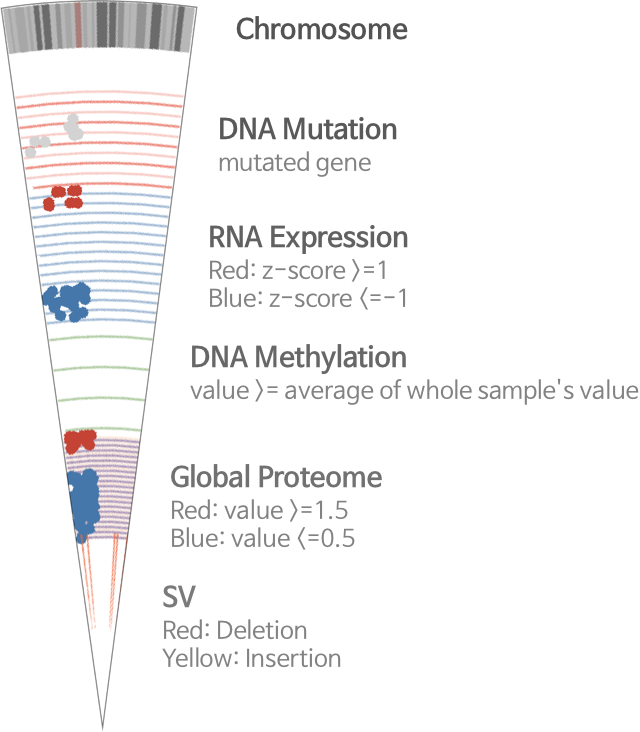 Chromosome
DNA Mutation
mutated gene
RNA Expression
Red: z-score >=1
Blue: z-score <=-1
DNA Methylation
value >= average of whole sample's value
Global Proteome
Red: value >=1.5
Blue: value <=0.5
SV
Red: Deletion
Yellow: Insertion